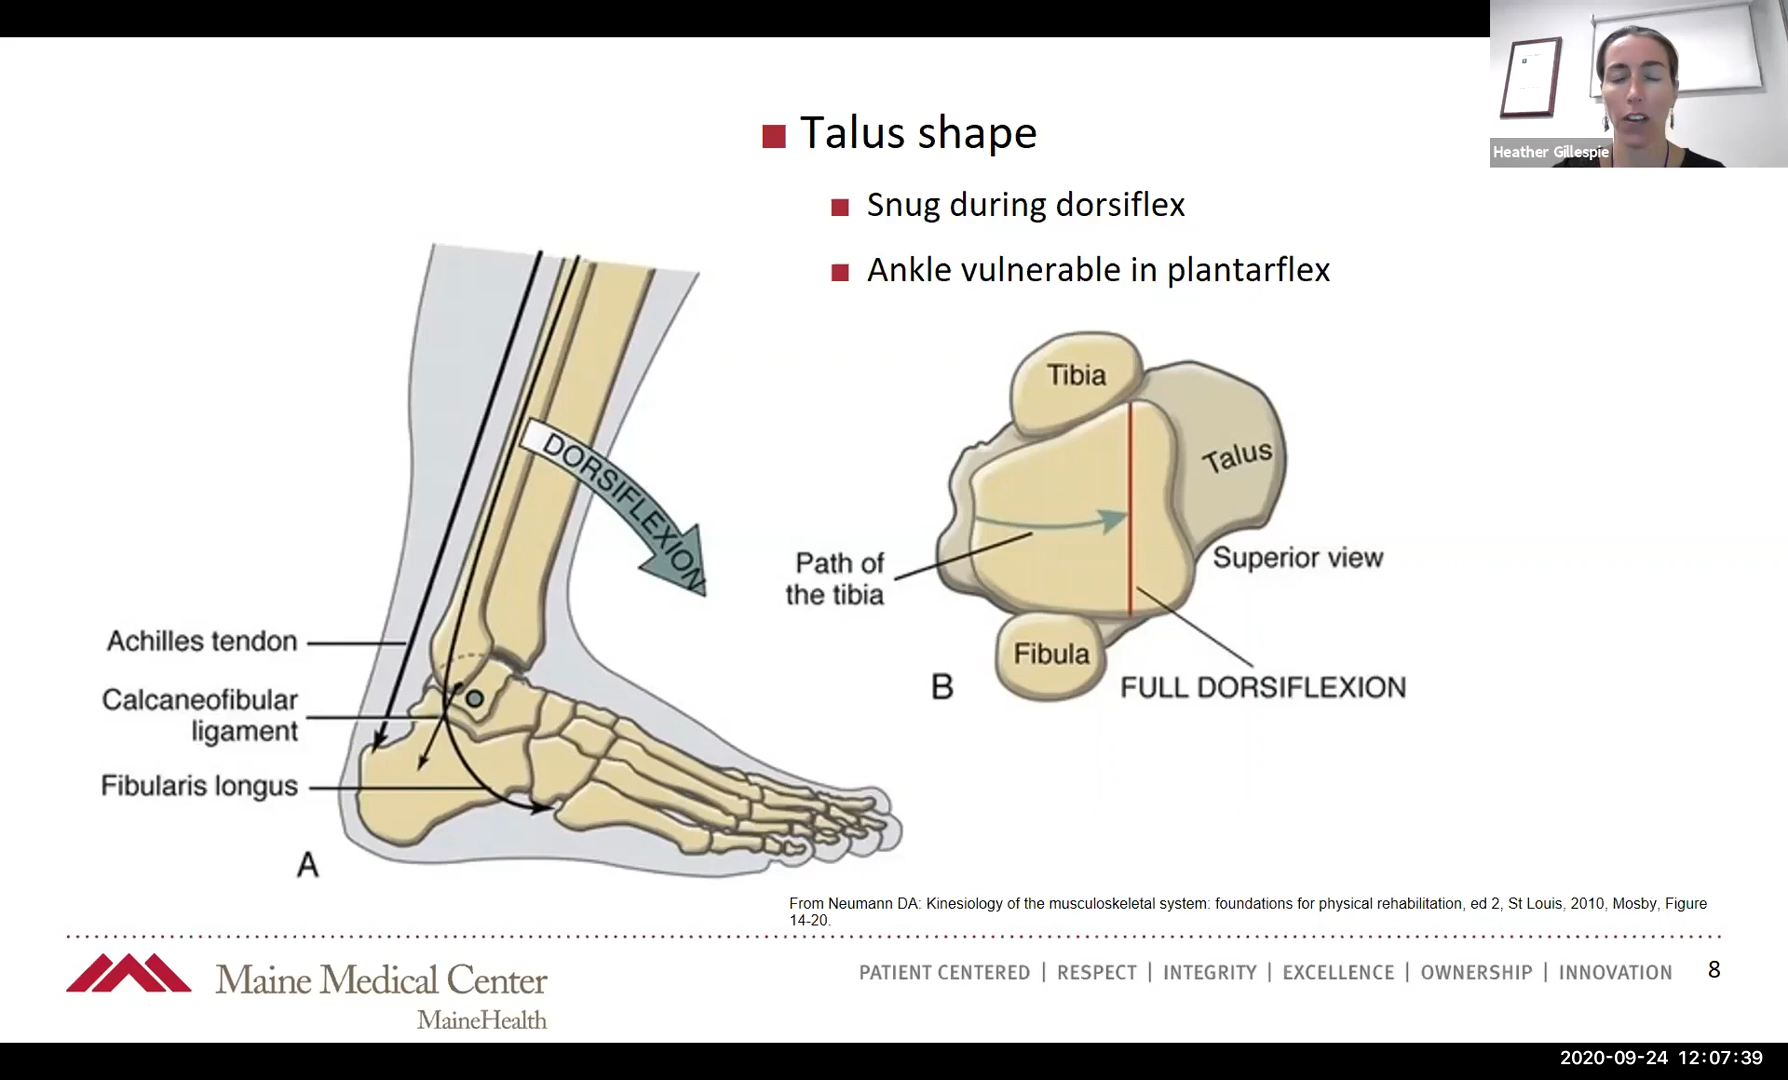 Heather Gillespie
Talus shape
Snug during dorsiflex
Ankle vulnerable in plantarflex
DORSIFLEXION
Achilles tendon
Calcaneofibular
ligament
Fibularis longus
A
Tibia
Talus
Path of
the tibia
Superior view
Fibula
B
FULL DORSIFLEXION
From Neumann DA: Kinesiology of the musculoskeletal system: foundations for physical rehabilitation, ed 2, St Louis, 2010, Mosby, Figure
14-20.
Maine Medical Center
MaineHealth
PATIENT CENTERED | RESPECT | INTEGRITY | EXCELLENCE | OWNERSHIP | INNOVATION 8
2020-09-24 12:07:39